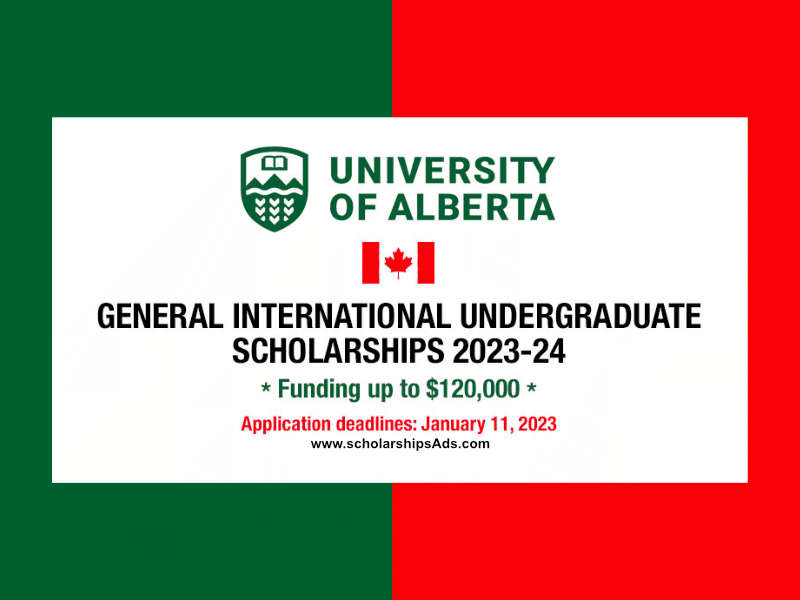 UNIVERSITY
OF ALBERTA
GENERAL INTERNATIONAL UNDERGRADUATE
SCHOLARSHIPS 2023-24
* Funding up to $120,000 *
Application deadlines: January 11, 2023
www.scholarshipsAds.com